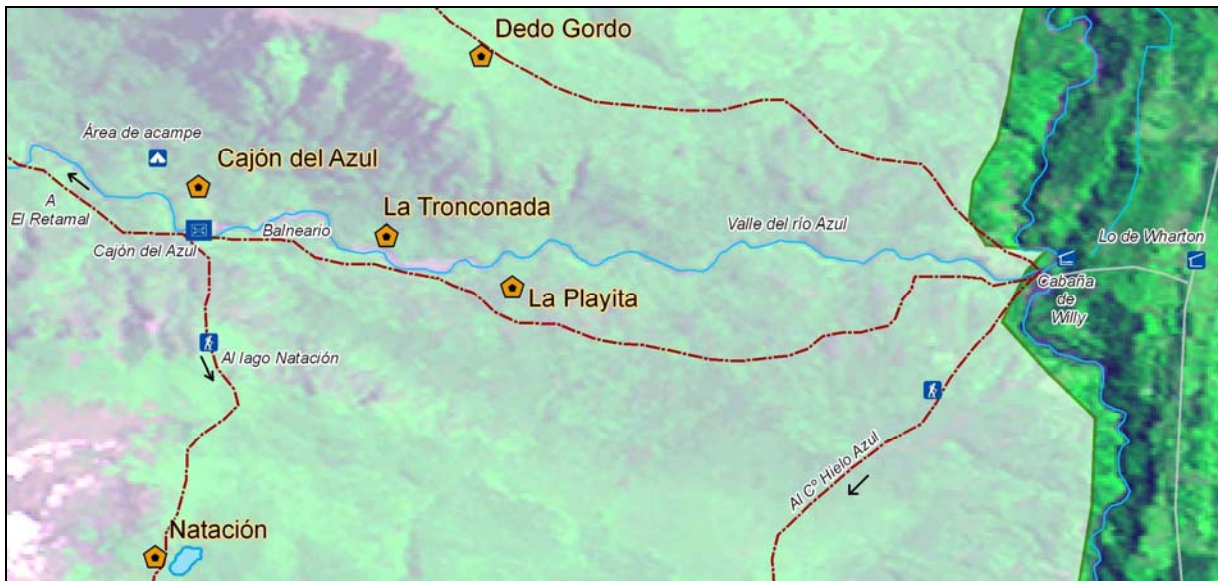 Dedo Gordo
Área de acampe
Cajón del Azul
La Tronconada
A
El Retamal
Balneario
Valle del río Azul
Lo de Wharton
Cajón del Azul
Cabaña
de
Willy
La Playita
Al lago Natación
Al Cº Hielo Azul
Natación